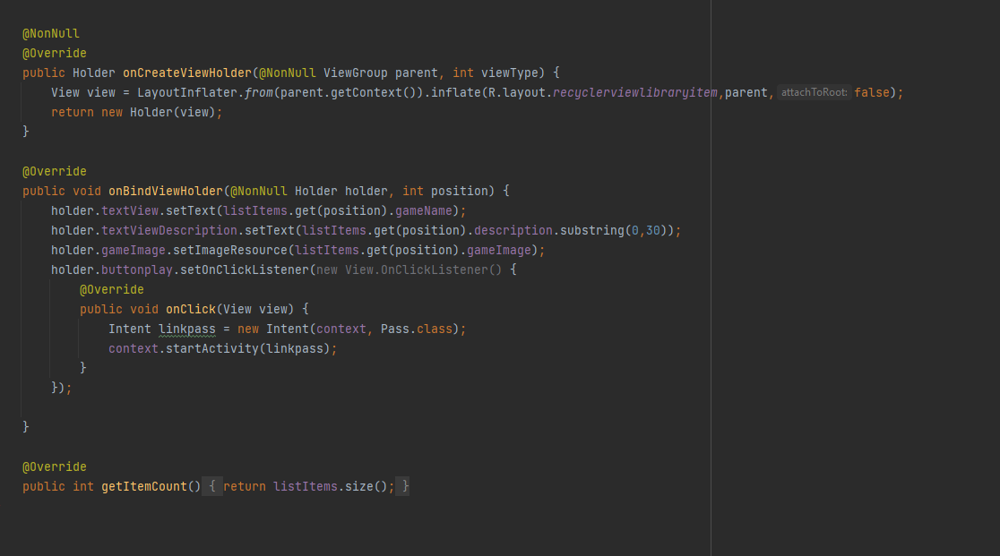 @NonNull
@Override
public Holder onCreateViewHolder(@NonNull ViewGroup parent, int viewType) {
View view = LayoutInflater.from(parent.getContext()).inflate(R.layout.recyclerviewlibraryitem,parent, attachToRoot: false);
return new Holder(view);
}
@Override
public void onBindViewHolder(@NonNull Holder holder, int position) {
holder.textView.setText(listItems.get(position).gameName);
holder.textViewDescription.setText(listItems.get(position).description.substring(0,30));
holder.gameImage.setImageResource(listItems.get(position).gameImage);
holder.buttonplay.setOnClickListener(new View.OnClickListener() {
@Override
public void onClick(View view) {
Intent linkpass = new Intent(context, Pass.class);
context.startActivity(linkpass);
}
});
}
@Override
public int getItemCount() { return listItems.size(); }